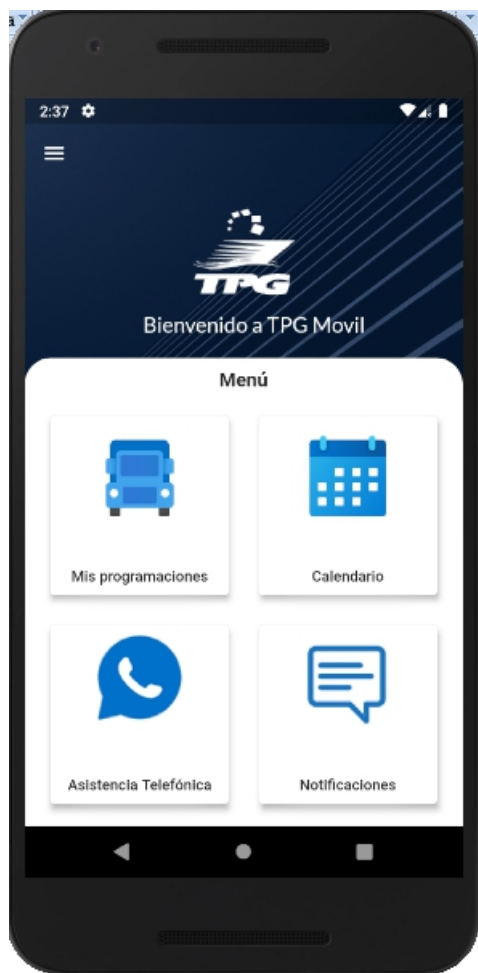 a
2:37
TPG
Bienvenido a TPG Movil
Menú
Mis programaciones
Calendario
Asistencia Telefónica
Notificaciones